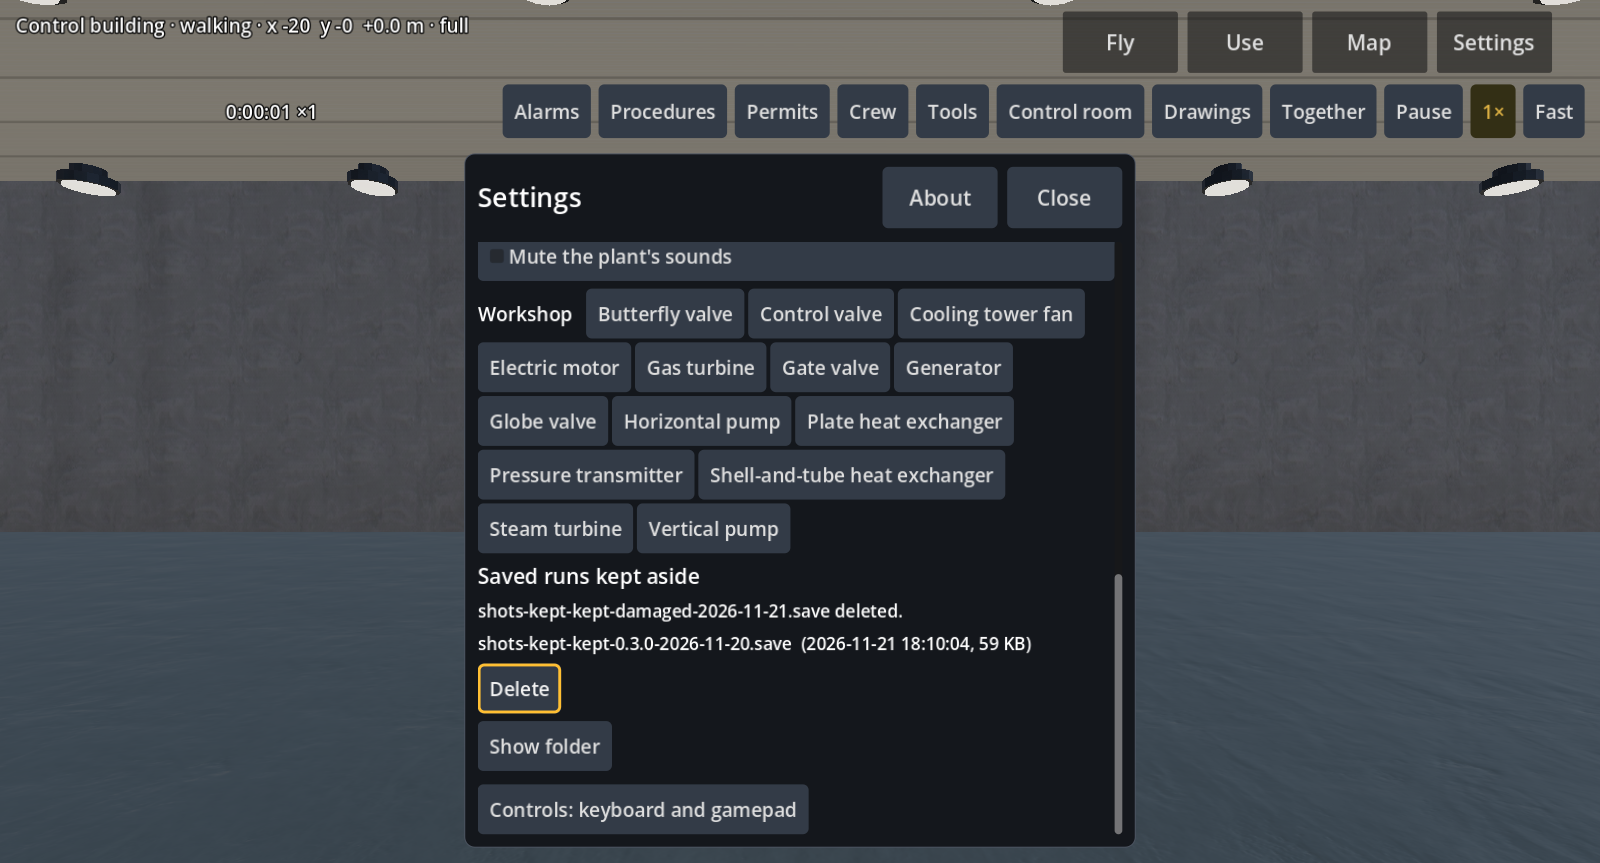 Control building · walking · x -20 y -0 +0.0 m · full
Fly Use Map Settings
0:00:01 ×1 Alarms Procedures Permits Crew Tools Control room Drawings Together Pause 1× Fast
Settings About Close
Mute the plant's sounds
Workshop Butterfly valve Control valve Cooling tower fan
Electric motor Gas turbine Gate valve Generator
Globe valve Horizontal pump Plate heat exchanger
Pressure transmitter Shell-and-tube heat exchanger
Steam turbine Vertical pump
Saved runs kept aside
shots-kept-kept-damaged-2026-11-21.save deleted.
shots-kept-kept-0.3.0-2026-11-20.save (2026-11-21 18:10:04, 59 KB)
Delete
Show folder
Controls: keyboard and gamepad